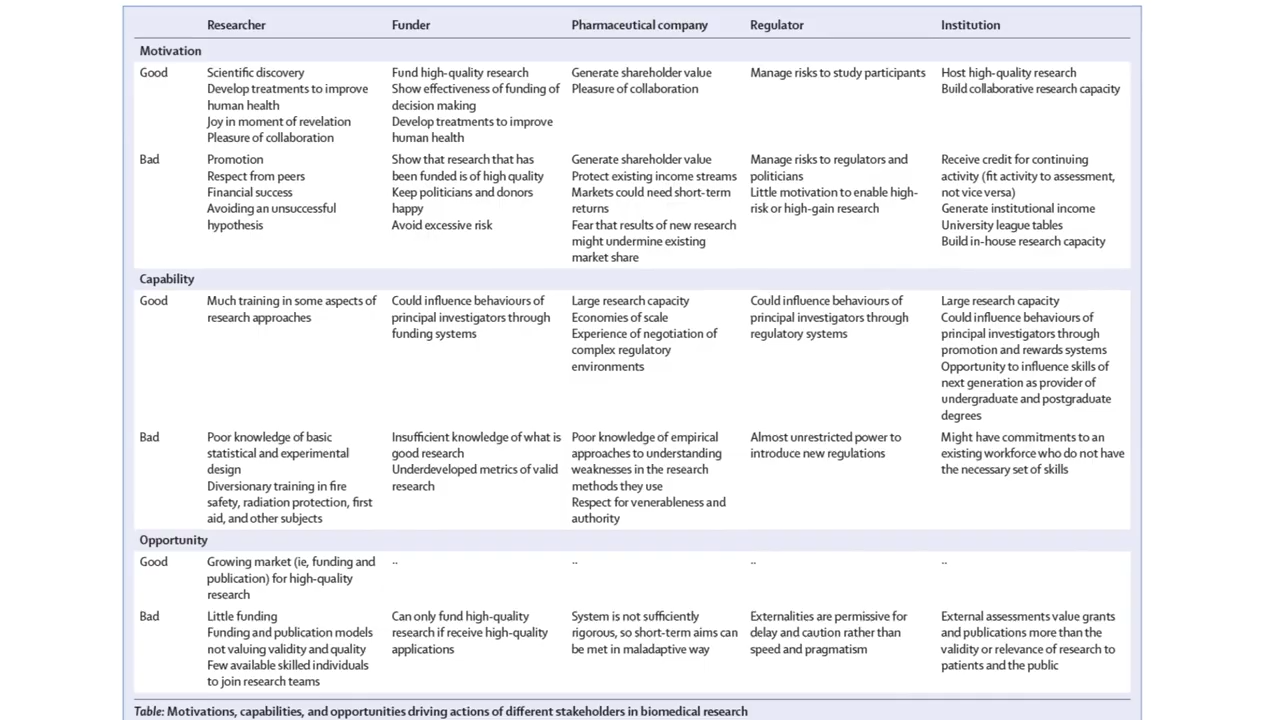 Researcher Funder Pharmaceutical company Regulator Institution
Motivation
Good
Scientific discovery
Develop treatments to improve
human health
Joy in moment of revelation
Pleasure of collaboration
Fund high-quality research
Show effectiveness of funding of
decision making
Develop treatments to improve
human health
Generate shareholder value
Pleasure of collaboration
Manage risks to study participants
Host high-quality research
Build collaborative research capacity
Bad
Promotion
Respect from peers
Financial success
Avoiding an unsuccessful
hypothesis
Show that research that has
been funded is of high quality
Keep politicians and donors
happy
Avoid excessive risk
Generate shareholder value
Protect existing income streams
Markets could need short-term
returns
Fear that results of new research
might undermine existing
market share
Manage risks to regulators and
politicians
Little motivation to enable high-
risk or high-gain research
Receive credit for continuing
activity (fit activity to assessment,
not vice versa)
Generate institutional income
University league tables
Build in-house research capacity
Capability
Good
Much training in some aspects of
research approaches
Could influence behaviours of
principal investigators through
funding systems
Large research capacity
Economies of scale
Experience of negotiation of
complex regulatory
environments
Could influence behaviours of
principal investigators through
regulatory systems
Large research capacity
Could influence behaviours of
principal investigators through
promotion and rewards systems
Opportunity to influence skills of
next generation as provider of
undergraduate and postgraduate
degrees
Bad
Poor knowledge of basic
statistical and experimental
design
Diversionary training in fire
safety, radiation protection, first
aid, and other subjects
Insufficient knowledge of what is
good research
Underdeveloped metrics of valid
research
Poor knowledge of empirical
approaches to understanding
weaknesses in the research
methods they use
Respect for venerableness and
authority
Almost unrestricted power to
introduce new regulations
Might have commitments to an
existing workforce who do not have
the necessary set of skills
Opportunity
Good
Growing market (ie, funding and
publication) for high-quality
research
..
..
..
..
Bad
Little funding
Funding and publication models
not valuing validity and quality
Few available skilled individuals
to join research teams
Can only fund high-quality
research if receive high-quality
applications
System is not sufficiently
rigorous, so short-term aims can
be met in maladaptive way
Externalities are permissive for
delay and caution rather than
speed and pragmatism
External assessments value grants
and publications more than the
validity or relevance of research to
patients and the public
Table: Motivations, capabilities, and opportunities driving actions of different stakeholders in biomedical research